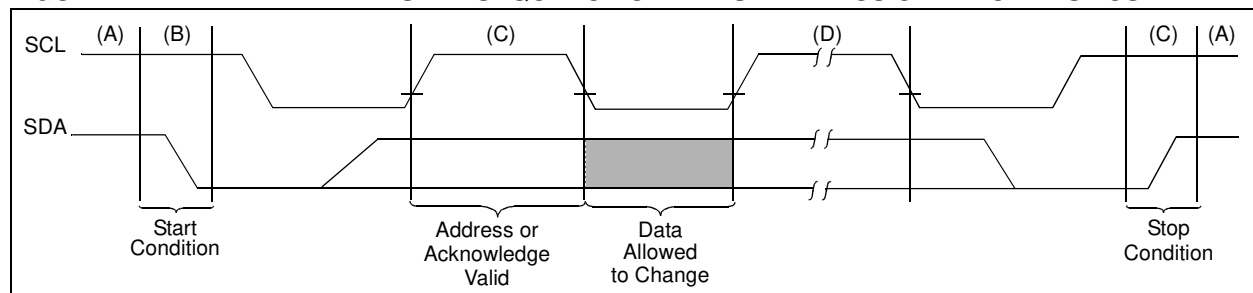 (A) (B) (C) (D) (C) (A)
SCL
SDA
Start
Condition
Address or
Acknowledge
Valid
Data
Allowed
to Change
Stop
Condition